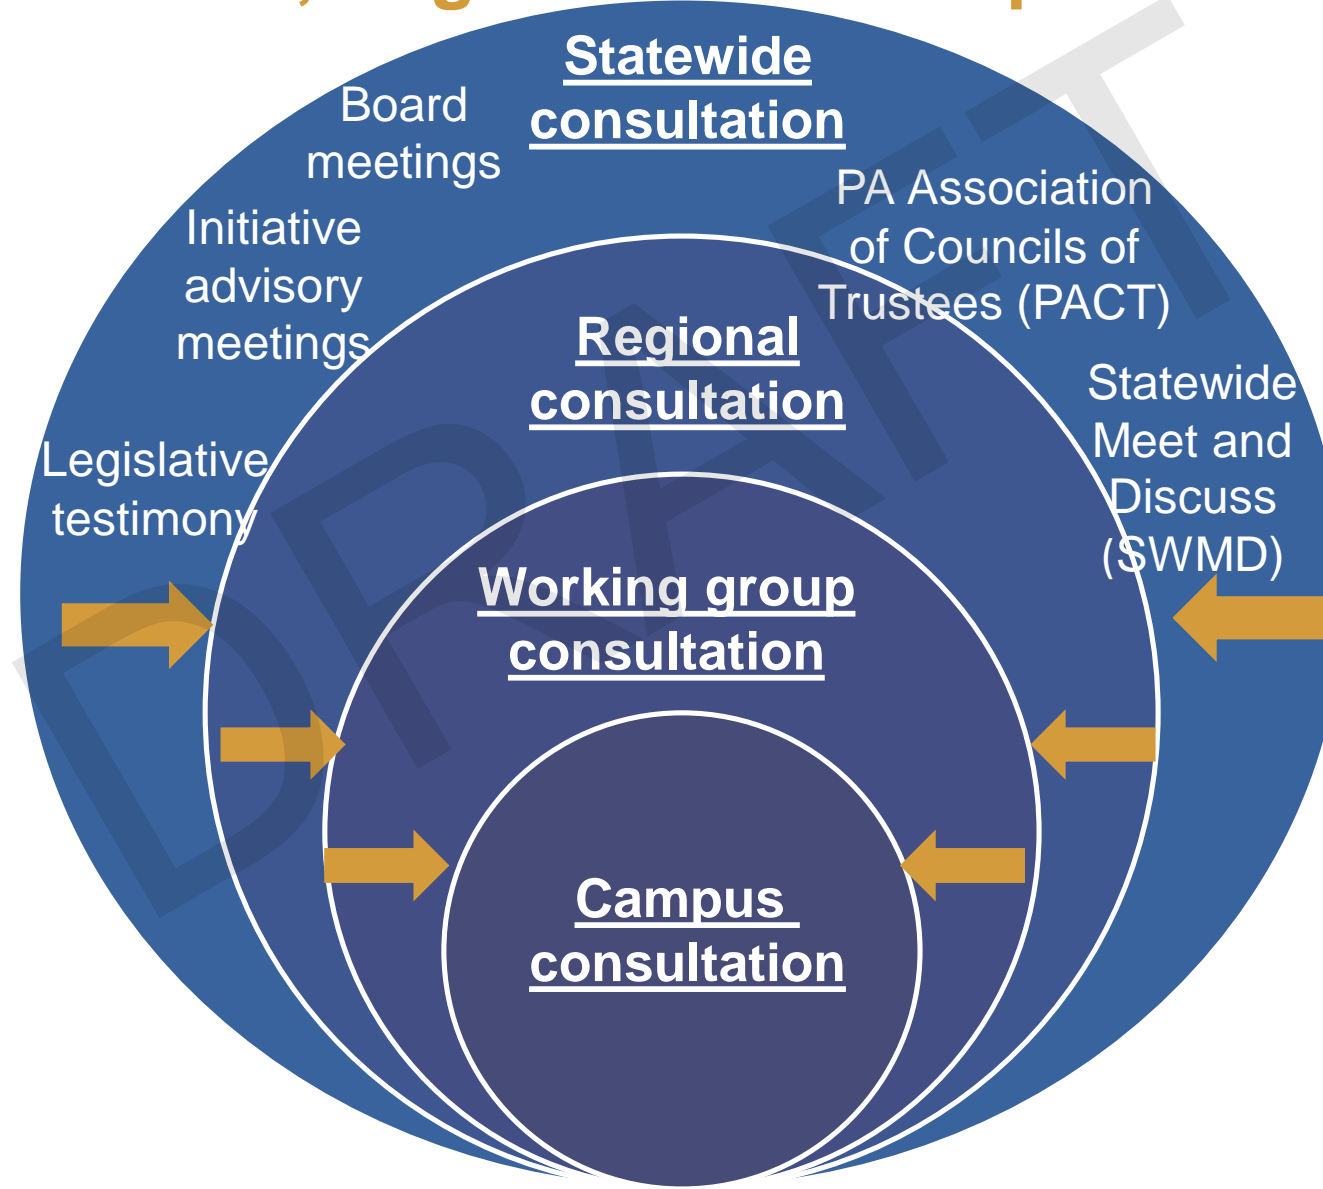 Statewide
consultation
Board
meetings
Initiative
advisory
meetings
Legislative
testimony
PA Association
of Councils of
Trustees (PACT)
Statewide
Meet and
Discuss
(SWMD)
Regional
consultation
Working group
consultation
Campus
consultation
DRAFT